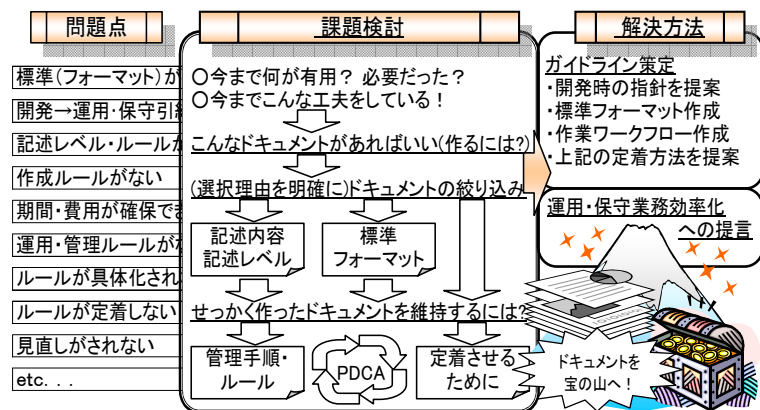 問題点
標準(フォーマット)が
開発→運用・保守引継
記述レベル・ルールが
作成ルールがない
期間・費用が確保でき
運用・管理ルールがな
ルールが具体化され
ルールが定着しない
見直しがされない
etc...
課題検討
○今まで何が有用? 必要だった?
○今までこんな工夫をしている!
こんなドキュメントがあればいい(作るには?)
(選択理由を明確に)ドキュメントの絞り込み
記述内容
記述レベル
標準
フォーマット
せっかく作ったドキュメントを維持するには?
管理手順・
ルール
PDCA
定着させる
ために
解決方法
ガイドライン策定
・開発時の指針を提案
・標準フォーマット作成
・作業ワークフロー作成
・上記の定着方法を提案
運用・保守業務効率化
への提言
ドキュメントを
宝の山へ!